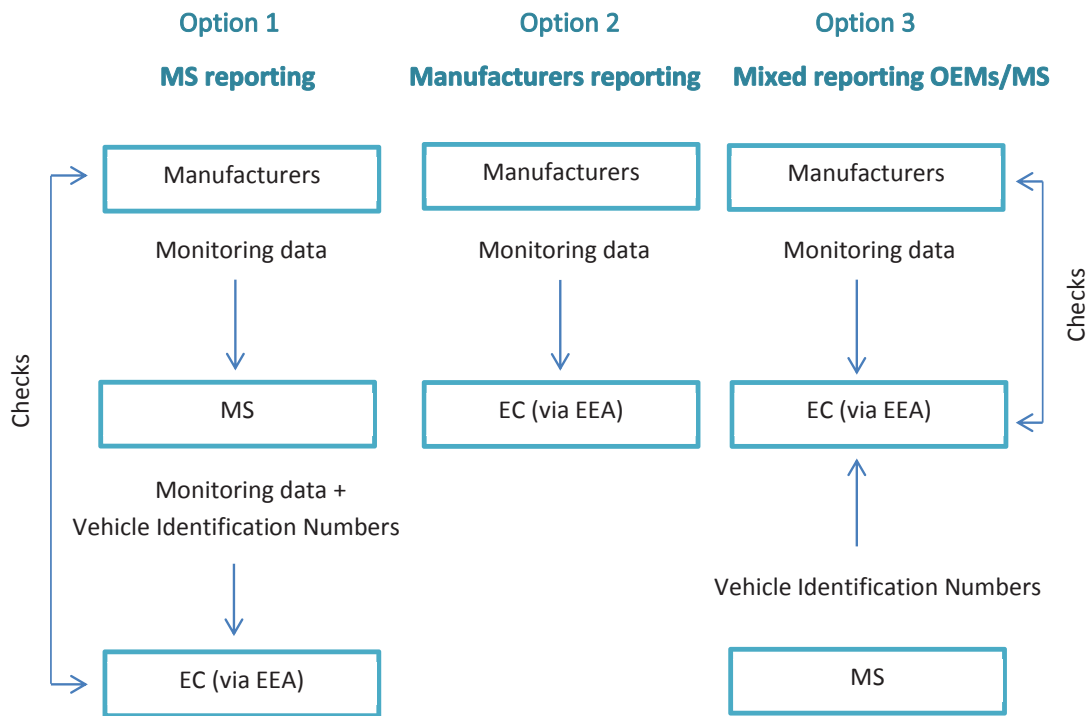 Option 1
MS reporting
Manufacturers
Monitoring data
MS
Monitoring data +
Vehicle Identification Numbers
EC (via EEA)
Checks
Option 2
Manufacturers reporting
Manufacturers
Monitoring data
EC (via EEA)
Option 3
Mixed reporting OEMs/MS
Manufacturers
Monitoring data
EC (via EEA)
Vehicle Identification Numbers
MS
Checks